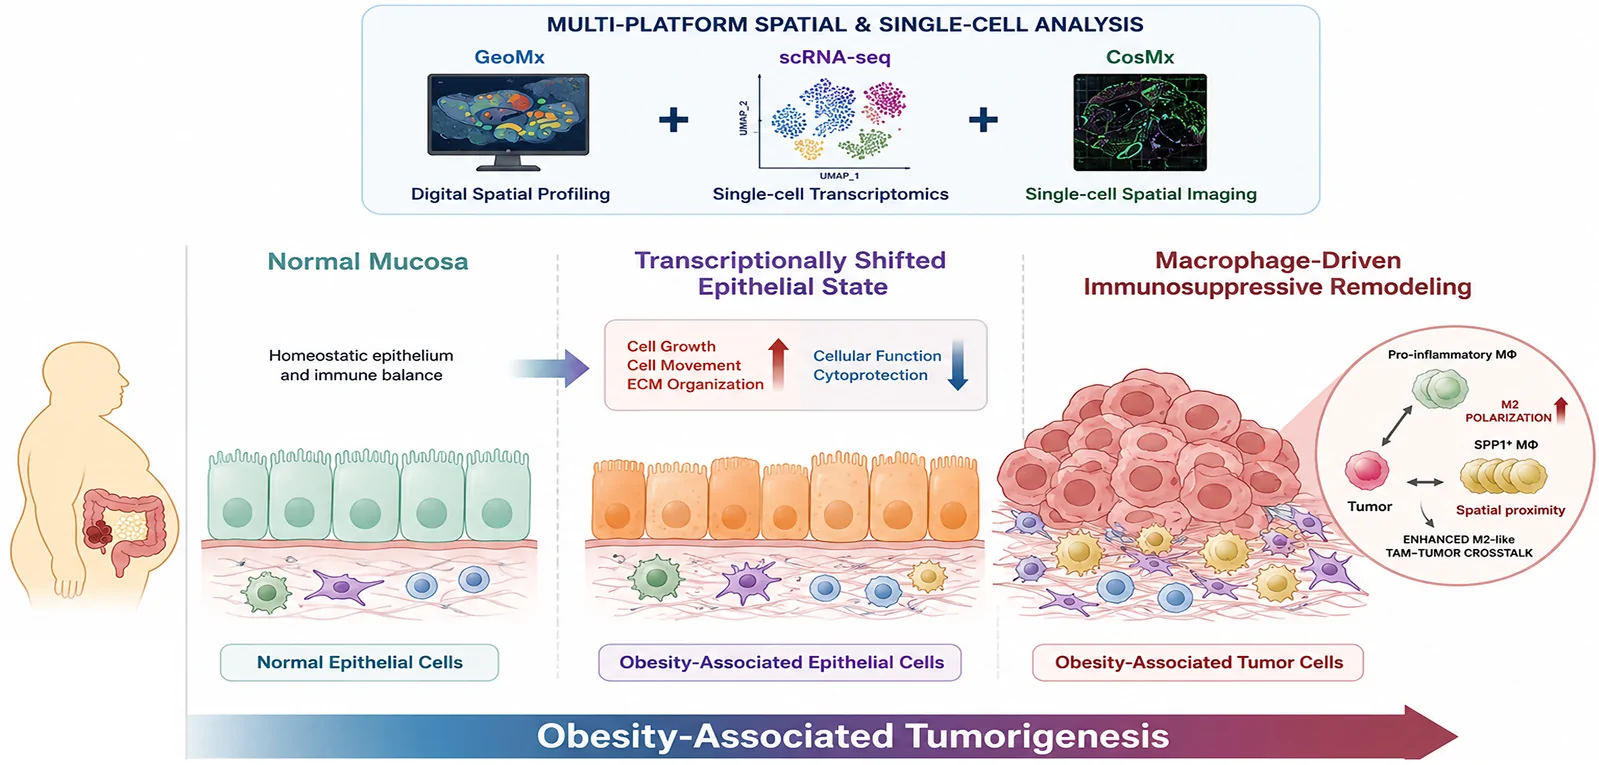 MULTI-PLATFORM SPATIAL & SINGLE-CELL ANALYSIS
GeoMx
scRNA-seq
CosMx
UMAP_2
UMAP_1
Digital Spatial Profiling
Single-cell Transcriptomics
Single-cell Spatial Imaging
Normal Mucosa
Transcriptionally Shifted
Epithelial State
Macrophage-Driven
Immunosuppressive Remodeling
Homeostatic epithelium
and immune balance
Cell Growth
Cell Movement
ECM Organization
Cellular Function
Cytoprotection
Pro-inflammatory MΦ
M2
POLARIZATION
SPP1⁺ MΦ
Tumor
Spatial proximity
ENHANCED M2-like
TAM–TUMOR CROSSTALK
Normal Epithelial Cells
Obesity-Associated Epithelial Cells
Obesity-Associated Tumor Cells
Obesity-Associated Tumorigenesis